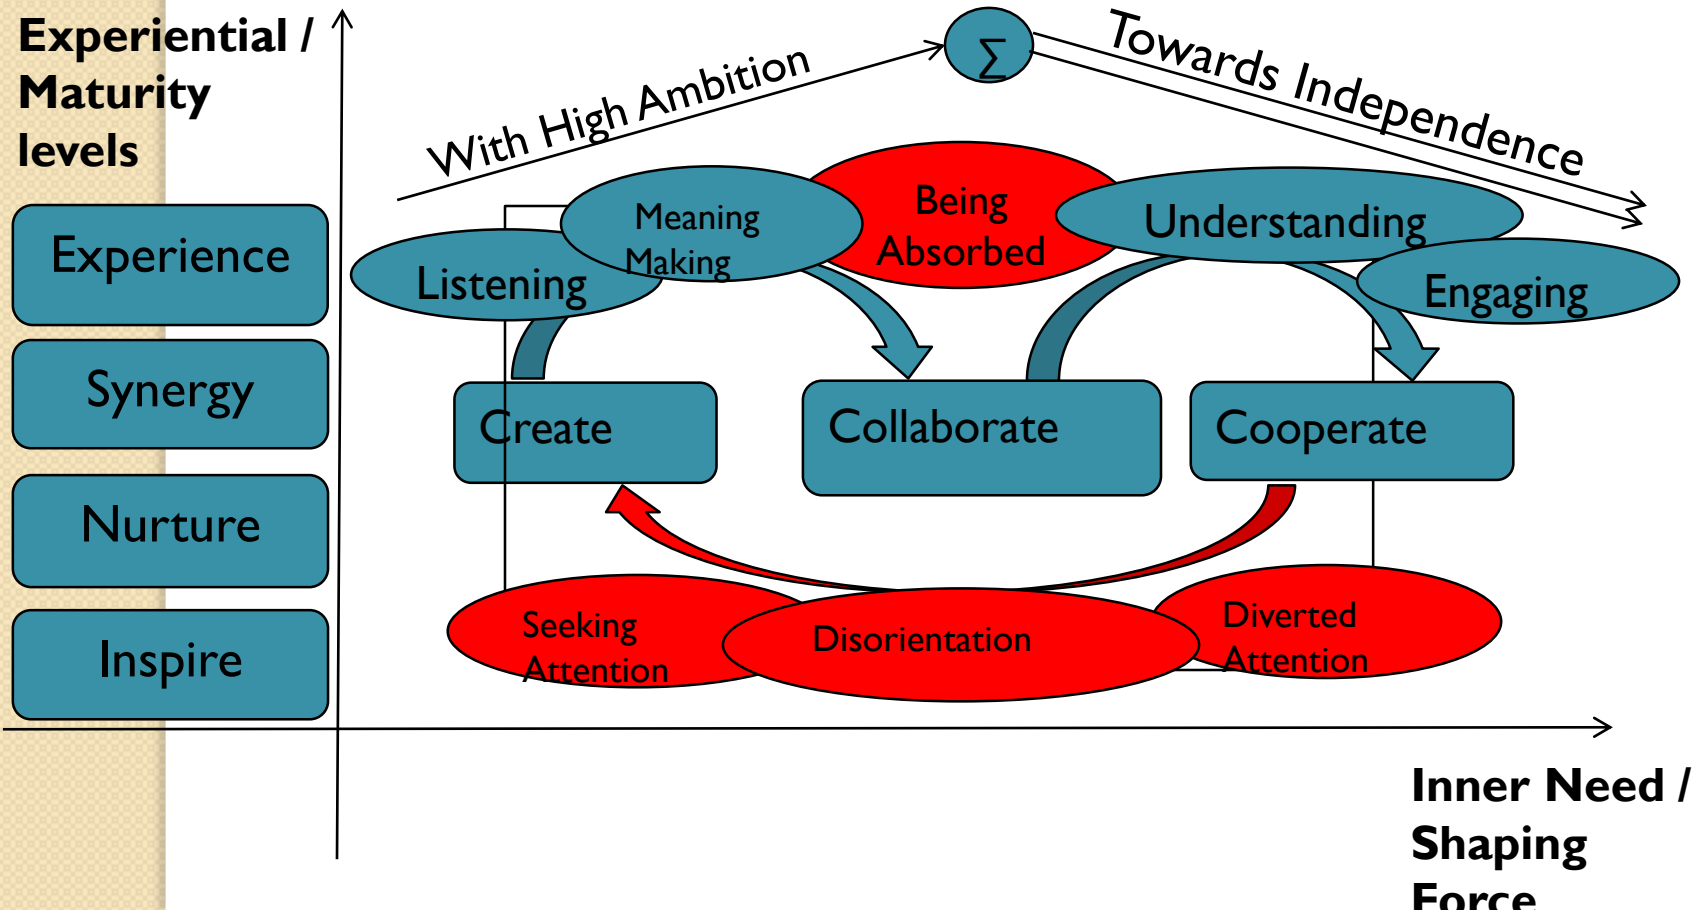 Experiential /
Maturity
levels
With High Ambition
∑
Towards Independence
Experience
Synergy
Nurture
Inspire
Listening
Meaning
Making
Being
Absorbed
Understanding
Engaging
Create
Collaborate
Cooperate
Seeking
Attention
Disorientation
Diverted
Attention
Inner Need /
Shaping
Force